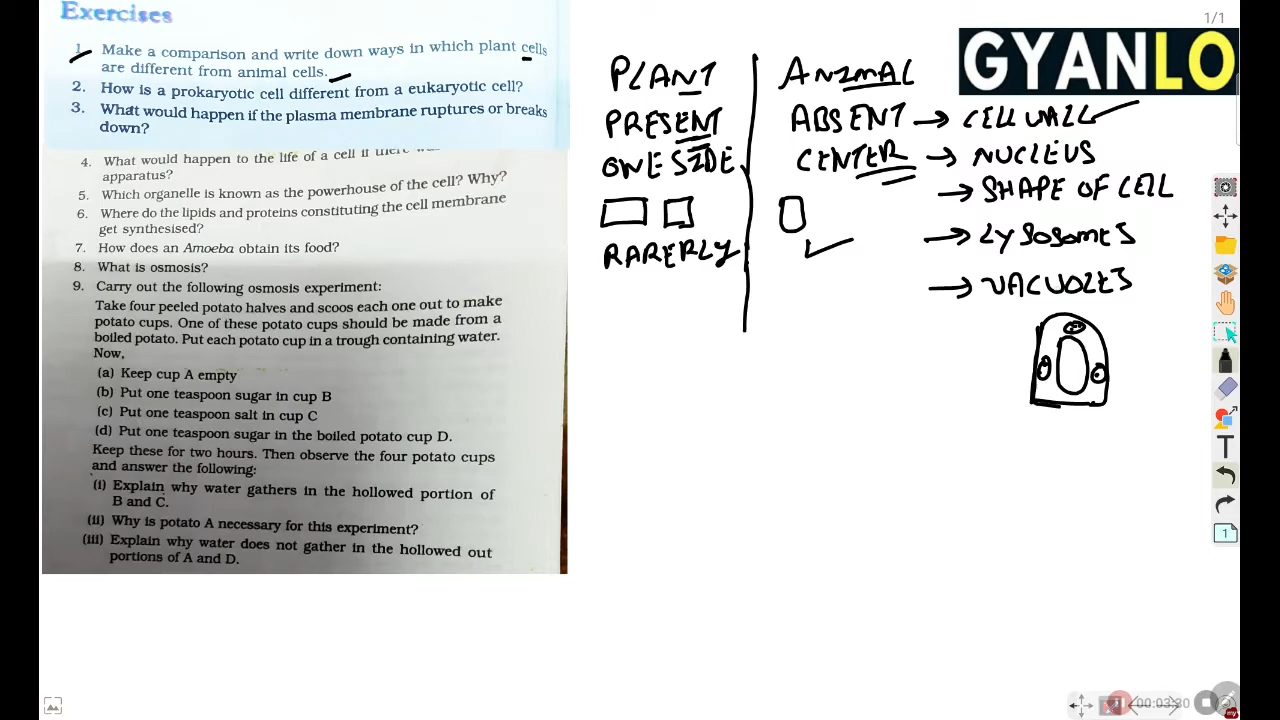 Exercises
1. Make a comparison and write down ways in which plant cells
are different from animal cells.
2. How is a prokaryotic cell different from a eukaryotic cell?
3. What would happen if the plasma membrane ruptures or breaks
down?
4. What would happen to the life of a cell if there
apparatus?
5. Which organelle is known as the powerhouse of the cell? Why?
6. Where do the lipids and proteins constituting the cell membrane
get synthesised?
7. How does an Amoeba obtain its food?
8. What is osmosis?
9. Carry out the following osmosis experiment:
Take four peeled potato halves and scoos each one out to make
potato cups. One of these potato cups should be made from a
boiled potato. Put each potato cup in a trough containing water.
Now,
(a) Keep cup A empty
(b) Put one teaspoon sugar in cup B
(c) Put one teaspoon salt in cup C
(d) Put one teaspoon sugar in the boiled potato cup D.
Keep these for two hours. Then observe the four potato cups
and answer the following:
(i) Explain why water gathers in the hollowed portion of
B and C.
(ii) Why is potato A necessary for this experiment?
(iii) Explain why water does not gather in the hollowed out
portions of A and D.
1/1
GYANLO
PLANT ANIMAL
PRESENT ABSENT → CELL WALL
ONE SIDE CENTER → NUCLEUS
→ SHAPE OF CELL
RARERLY → LYSOSOMES
→ VACUOLES
T
1
00:03:30